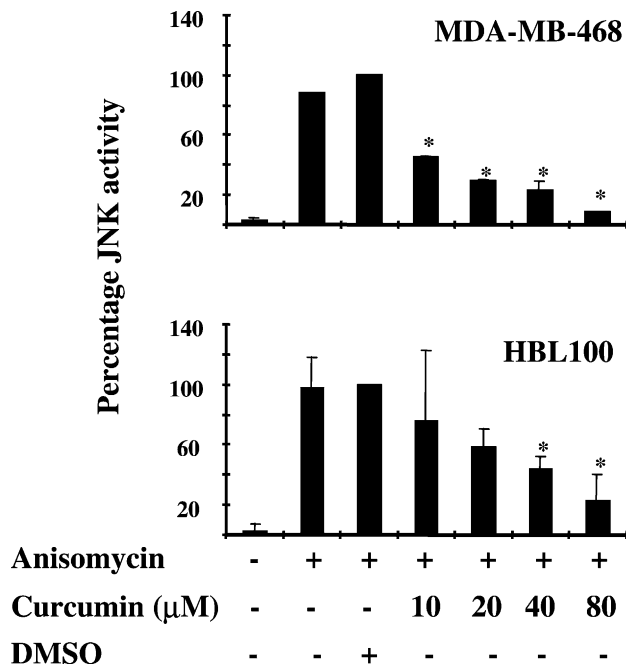 140
MDA-MB-468
100
60
20
* * * *
Percentage JNK activity
140
HBL100
100
60
20
* *
Anisomycin - + + + + + +
Curcumin (μM) - - - 10 20 40 80
DMSO - - + - - - -